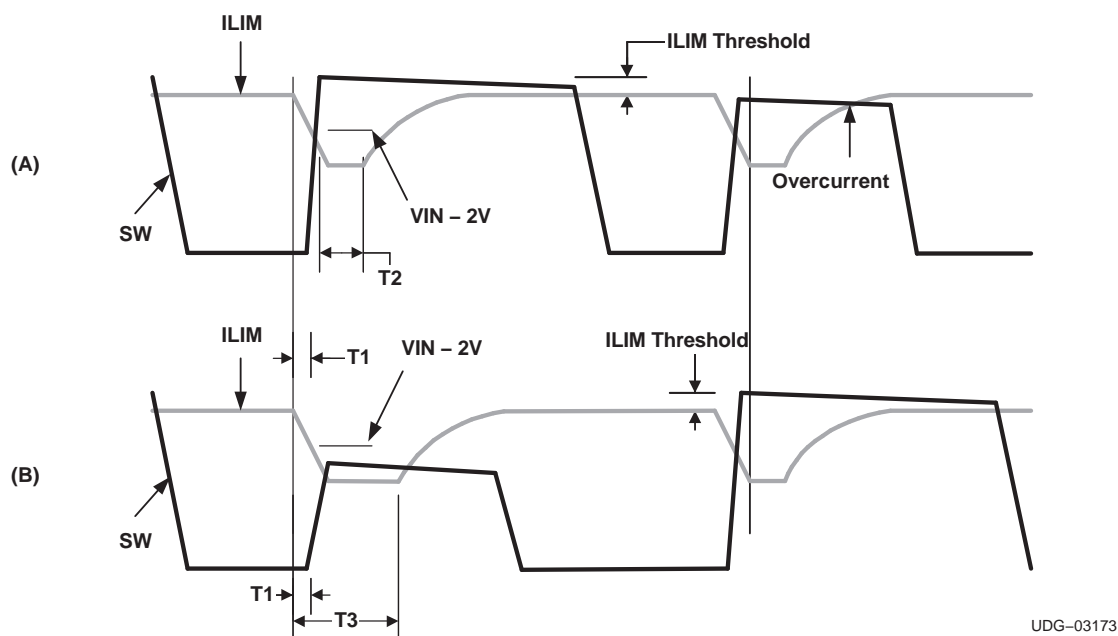 ILIM
ILIM Threshold
(A)
Overcurrent
VIN – 2V
SW
T2
ILIM
VIN – 2V
ILIM Threshold
T1
(B)
SW
T1
T3
UDG–03173